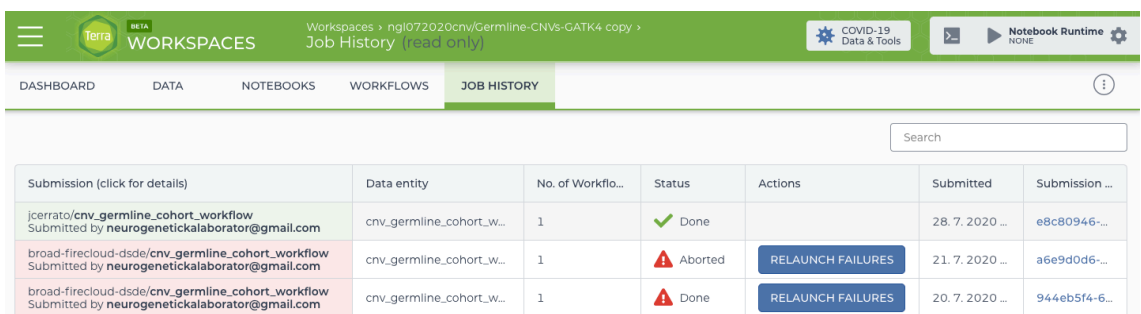 Terra
BETA
WORKSPACES
Workspaces › ngl072020cnv/Germline-CNVs-GATK4 copy ›
Job History (read only)
COVID-19
Data & Tools
Notebook Runtime
NONE
DASHBOARD DATA NOTEBOOKS WORKFLOWS JOB HISTORY
Search
Submission (click for details) Data entity No. of Workflo... Status Actions Submitted Submission ...
jcerrato/cnv_germline_cohort_workflow
Submitted by neurogenetickalaborator@gmail.com
cnv_germline_cohort_w... 1 Done 28. 7. 2020 ... e8c80946-...
broad-firecloud-dsde/cnv_germline_cohort_workflow
Submitted by neurogenetickalaborator@gmail.com
cnv_germline_cohort_w... 1 Aborted RELAUNCH FAILURES 21. 7. 2020 ... a6e9d0d6-...
broad-firecloud-dsde/cnv_germline_cohort_workflow
Submitted by neurogenetickalaborator@gmail.com
cnv_germline_cohort_w... 1 Done RELAUNCH FAILURES 20. 7. 2020 ... 944eb5f4-6...